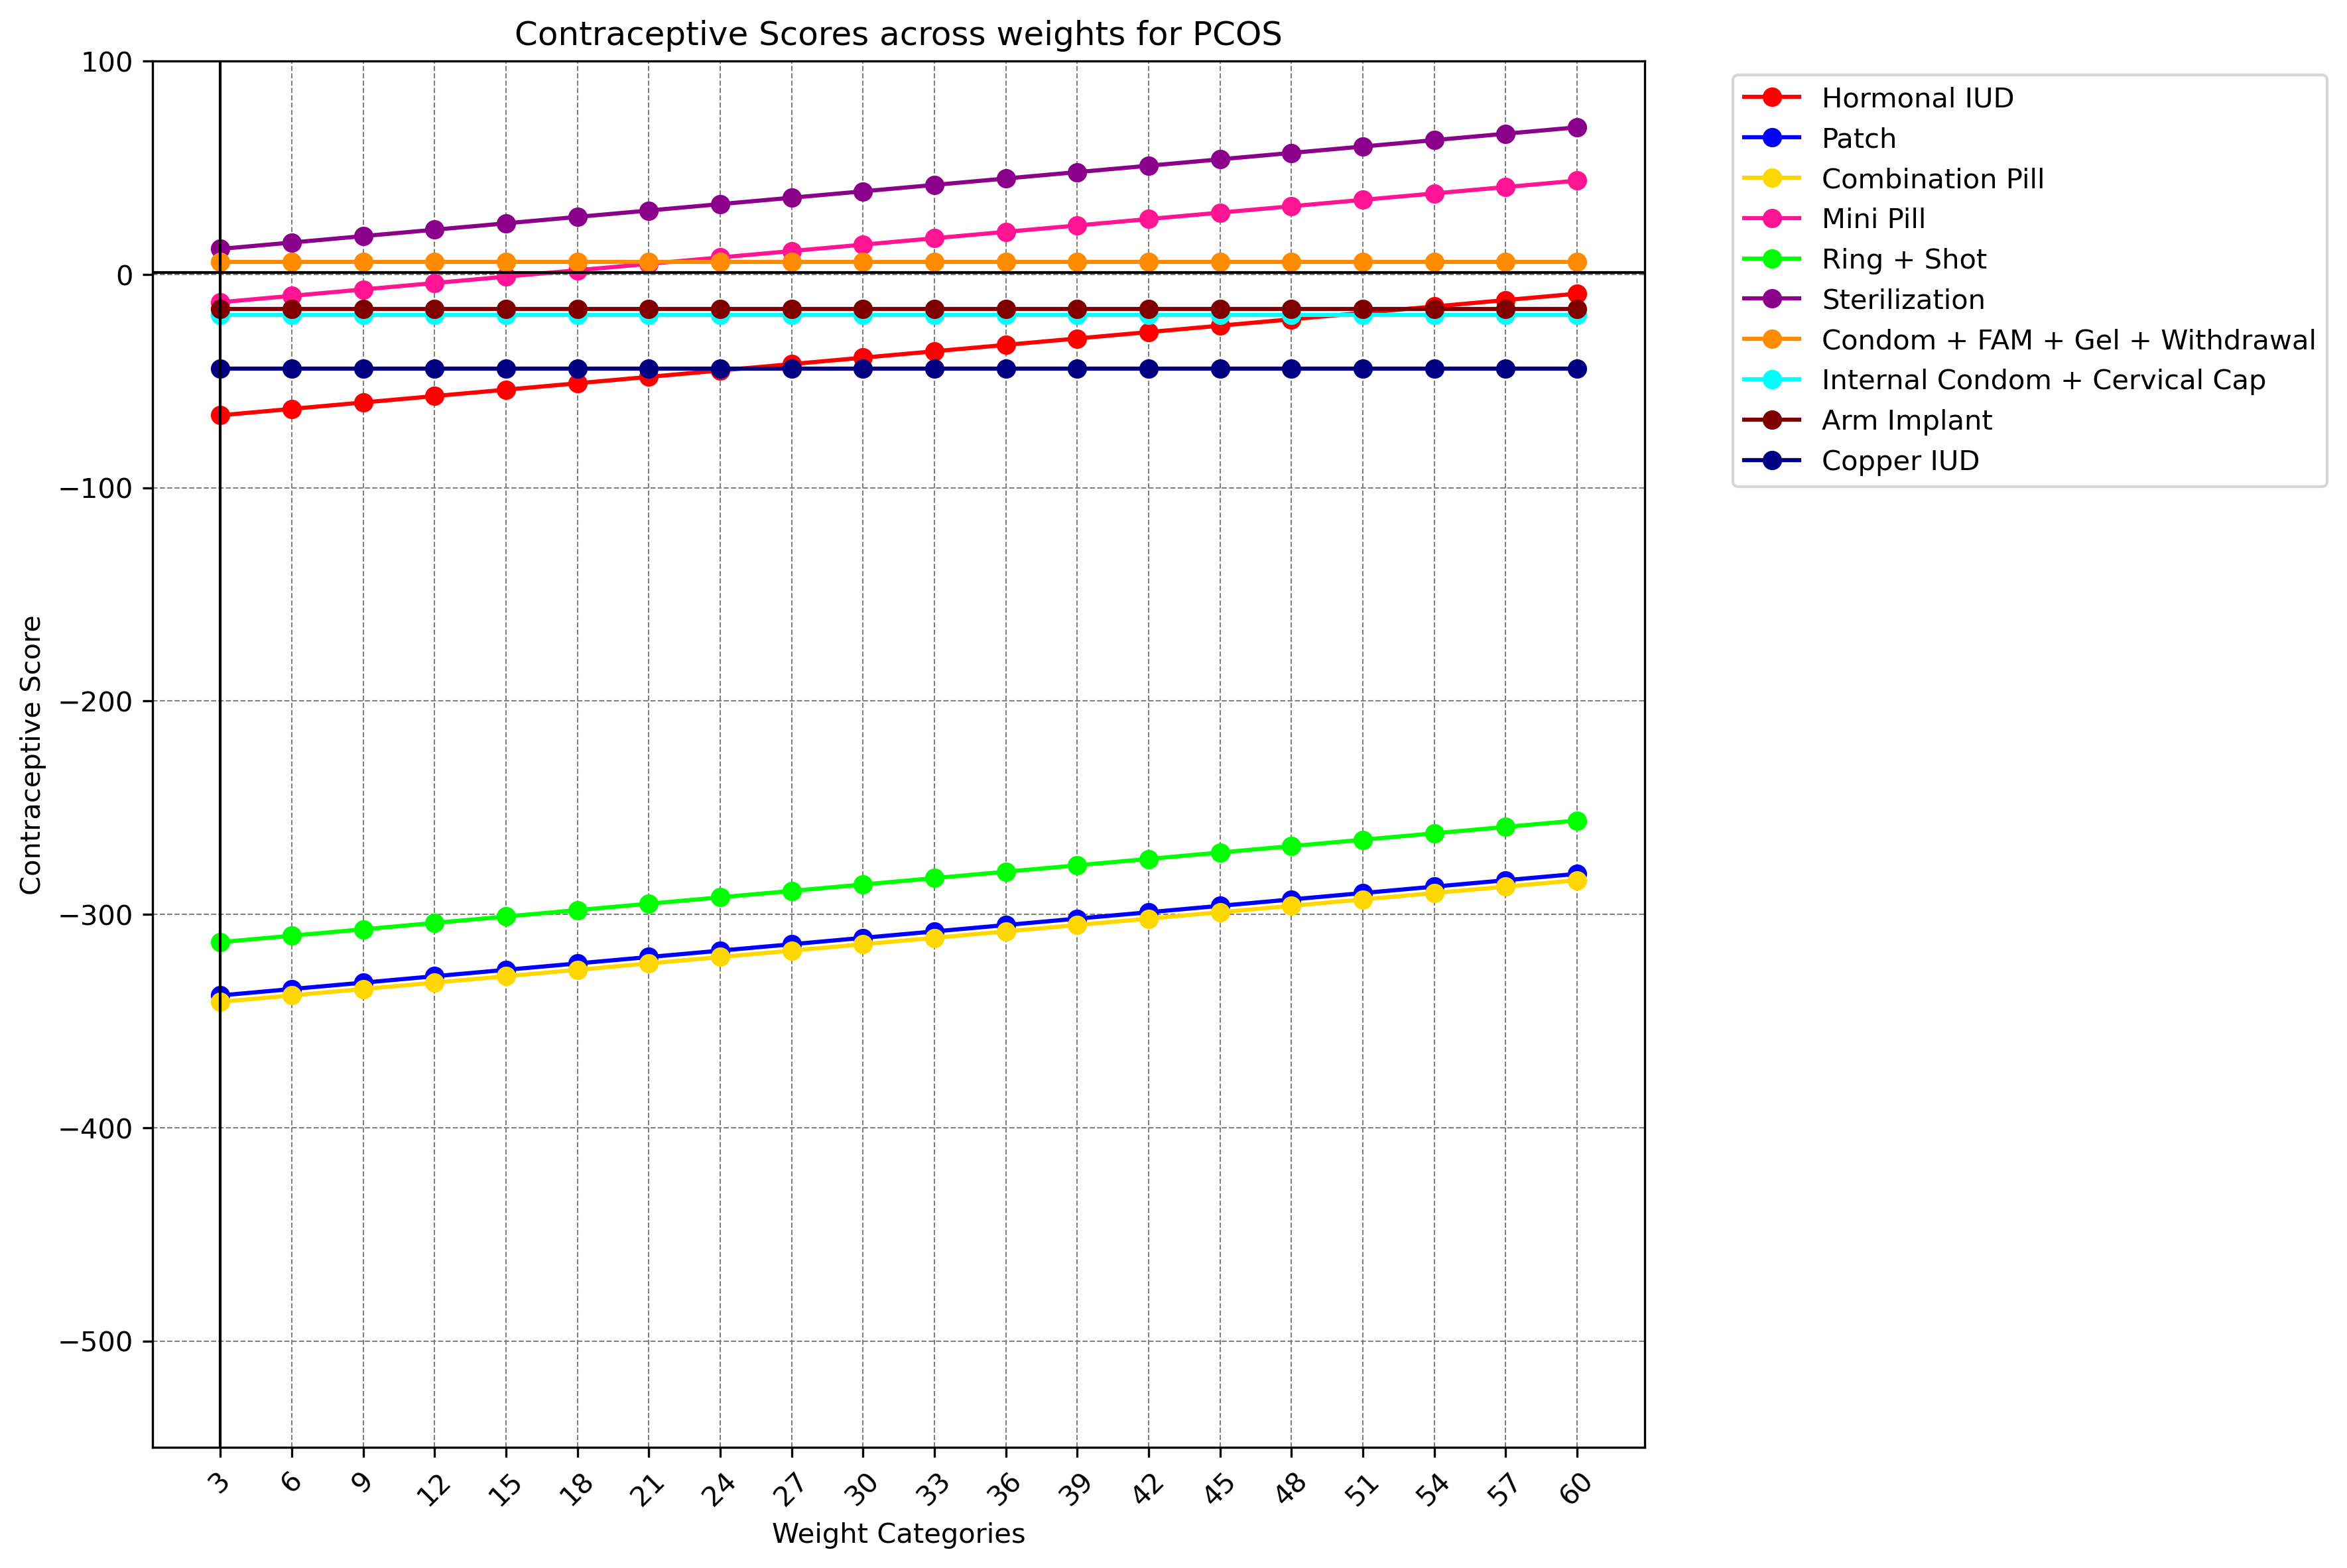 Contraceptive Scores across weights for PCOS
100
0
−100
−200
−300
−400
−500
Contraceptive Score
3 6 9 12 15 18 21 24 27 30 33 36 39 42 45 48 51 54 57 60
Weight Categories
Hormonal IUD
Patch
Combination Pill
Mini Pill
Ring + Shot
Sterilization
Condom + FAM + Gel + Withdrawal
Internal Condom + Cervical Cap
Arm Implant
Copper IUD